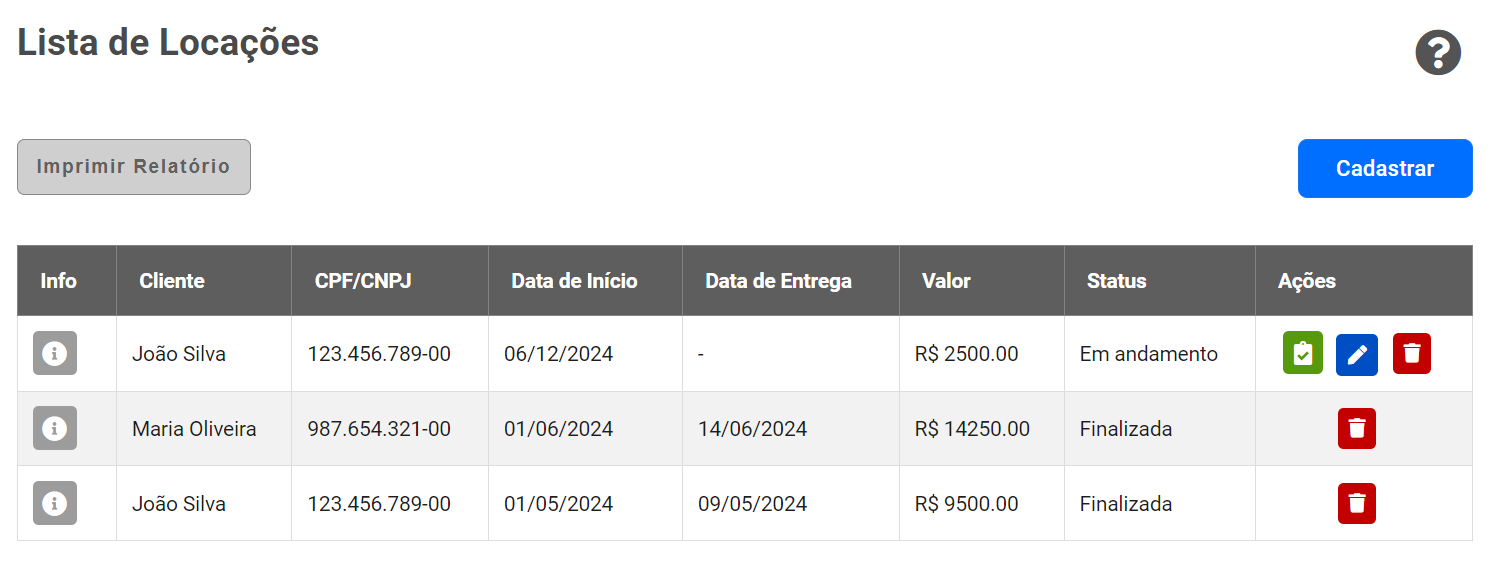 Lista de Locações
Imprimir Relatório
Cadastrar
Info Cliente CPF/CNPJ Data de Início Data de Entrega Valor Status Ações
João Silva 123.456.789-00 06/12/2024 - R$ 2500.00 Em andamento
Maria Oliveira 987.654.321-00 01/06/2024 14/06/2024 R$ 14250.00 Finalizada
João Silva 123.456.789-00 01/05/2024 09/05/2024 R$ 9500.00 Finalizada